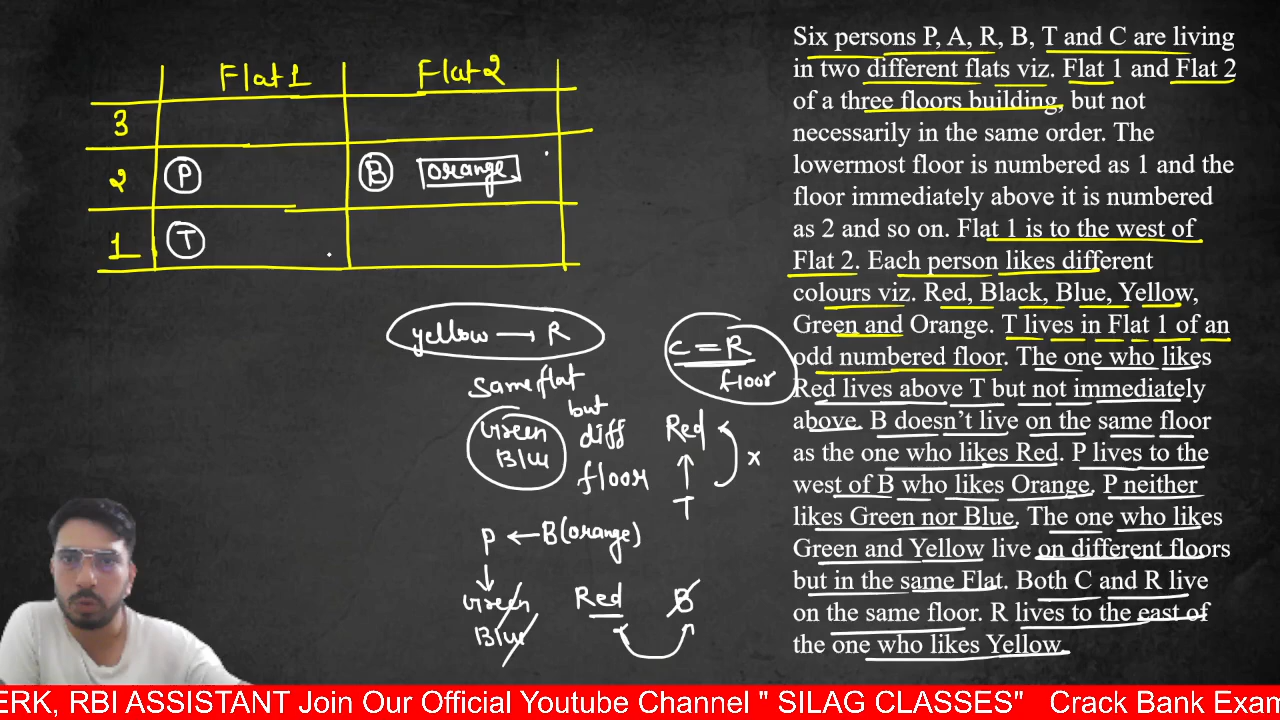 Flat 1 Flat 2
3
2 P B orange
1 T
yellow → R
Same flat
but
diff
floor
Green
Blue
C = R
floor
Red
T
x
P ← B(orange)
Green
Blue
Red B
Six persons P, A, R, B, T and C are living
in two different flats viz. Flat 1 and Flat 2
of a three floors building, but not
necessarily in the same order. The
lowermost floor is numbered as 1 and the
floor immediately above it is numbered
as 2 and so on. Flat 1 is to the west of
Flat 2. Each person likes different
colours viz. Red, Black, Blue, Yellow,
Green and Orange. T lives in Flat 1 of an
odd numbered floor. The one who likes
Red lives above T but not immediately
above. B doesn’t live on the same floor
as the one who likes Red. P lives to the
west of B who likes Orange. P neither
likes Green nor Blue. The one who likes
Green and Yellow live on different floors
but in the same Flat. Both C and R live
on the same floor. R lives to the east of
the one who likes Yellow.
ERK, RBI ASSISTANT Join Our Official Youtube Channel " SILAG CLASSES" Crack Bank Exam